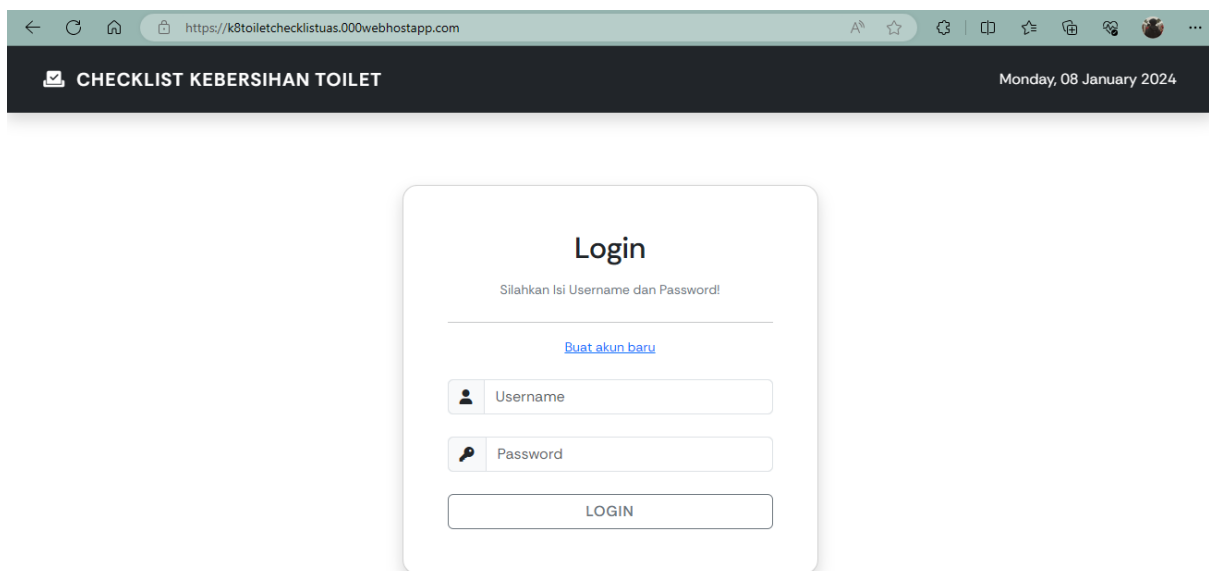 https://k8toiletchecklistuas.000webhostapp.com
CHECKLIST KEBERSIHAN TOILET
Monday, 08 January 2024
Login
Silahkan Isi Username dan Password!
Buat akun baru
Username
Password
LOGIN